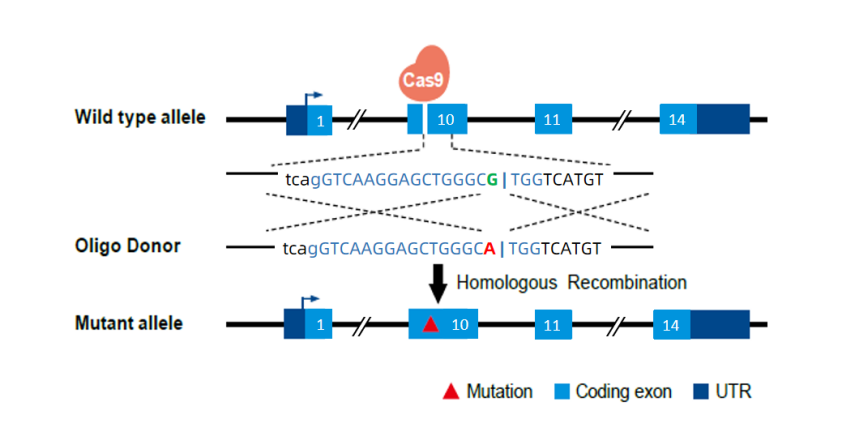 Cas9
Wild type allele 1 10 11 14
tcagGTCAAGGAGCTGGGCG|TGGTCATGT
Oligo Donor tcagGTCAAGGAGCTGGGCA|TGGTCATGT
Homologous Recombination
Mutant allele 1 10 11 14
Mutation Coding exon UTR